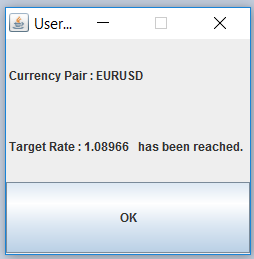 User...
Currency Pair : EURUSD
Target Rate : 1.08966 has been reached.
OK